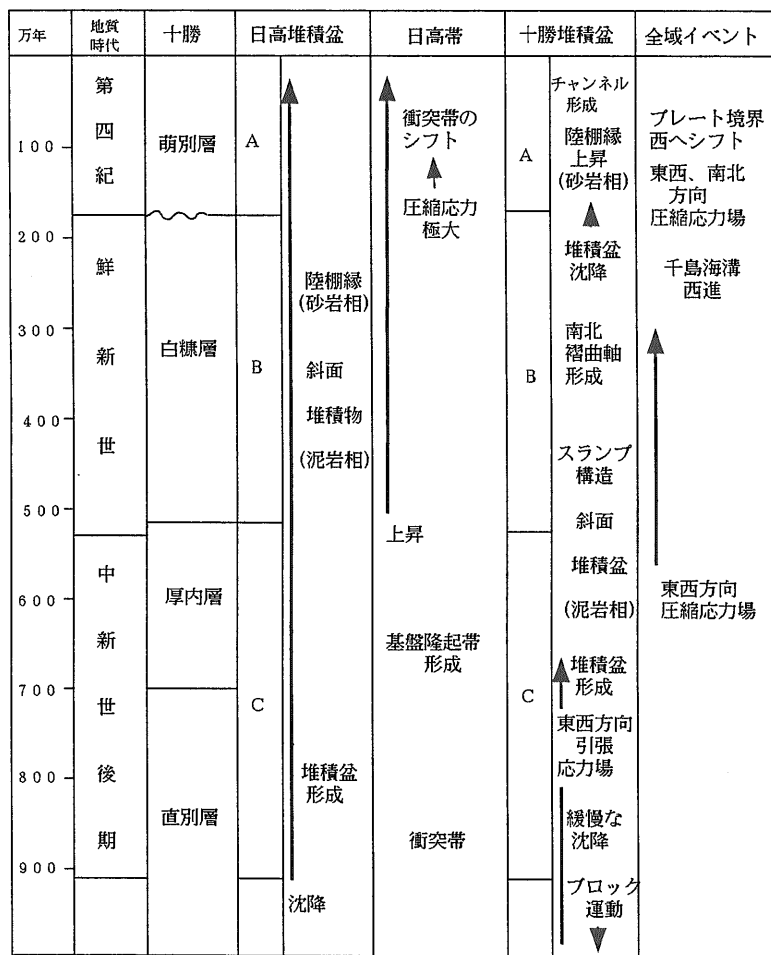 万年
地質
時代
十勝
日高堆積盆
日高帯
十勝堆積盆
全域イベント
100
200
300
400
500
600
700
800
900
第
四
紀
鮮
新
世
中
新
世
後
期
萌別層
白糠層
厚内層
直別層
A
B
C
陸棚縁
(砂岩相)
斜面
堆積物
(泥岩相)
堆積盆
形成
沈降
衝突帯の
シフト
圧縮応力
極大
上昇
基盤隆起帯
形成
衝突帯
A
B
C
チャンネル
形成
陸棚縁
上昇
(砂岩相)
堆積盆
沈降
南北
褶曲軸
形成
スランプ
構造
斜面
堆積盆
(泥岩相)
堆積盆
形成
東西方向
引張
応力場
緩慢な
沈降
ブロック
運動
プレート境界
西へシフト
東西、南北
方向
圧縮応力場
千島海溝
西進
東西方向
圧縮応力場